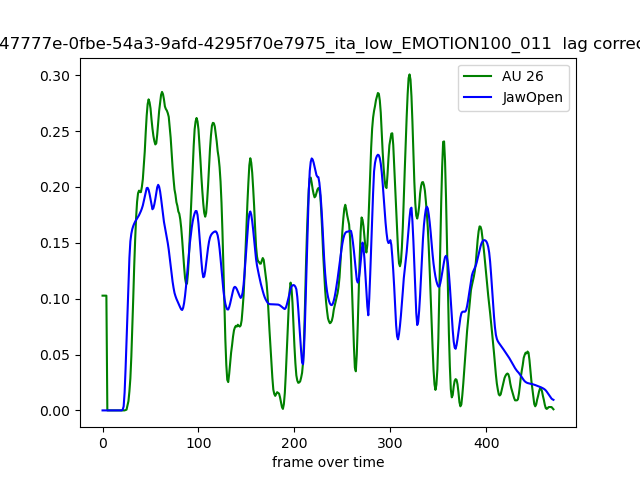 47777e-0fbe-54a3-9afd-4295f70e7975_ita_low_EMOTION100_011 lag correc
AU 26
JawOpen
0.30
0.25
0.20
0.15
0.10
0.05
0.00
0 100 200 300 400
frame over time